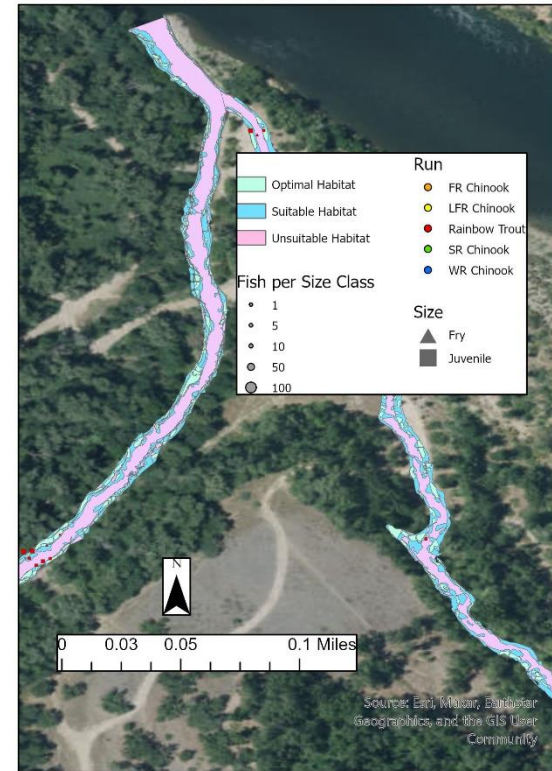 Optimal Habitat
Suitable Habitat
Unsuitable Habitat
Fish per Size Class
1
5
10
50
100
Run
FR Chinook
LFR Chinook
Rainbow Trout
SR Chinook
WR Chinook
Size
Fry
Juvenile
N
0 0.03 0.05 0.1 Miles
Source: Esri, Maxar, Earthstar
Geographics, and the GIS User
Community